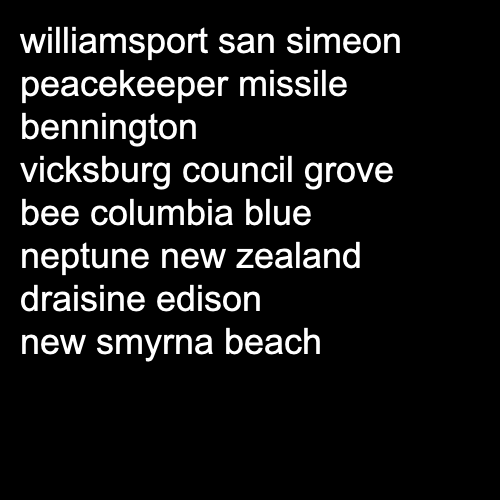 williamsport san simeon
peacekeeper missile
bennington
vicksburg council grove
bee columbia blue
neptune new zealand
draisine edison
new smyrna beach